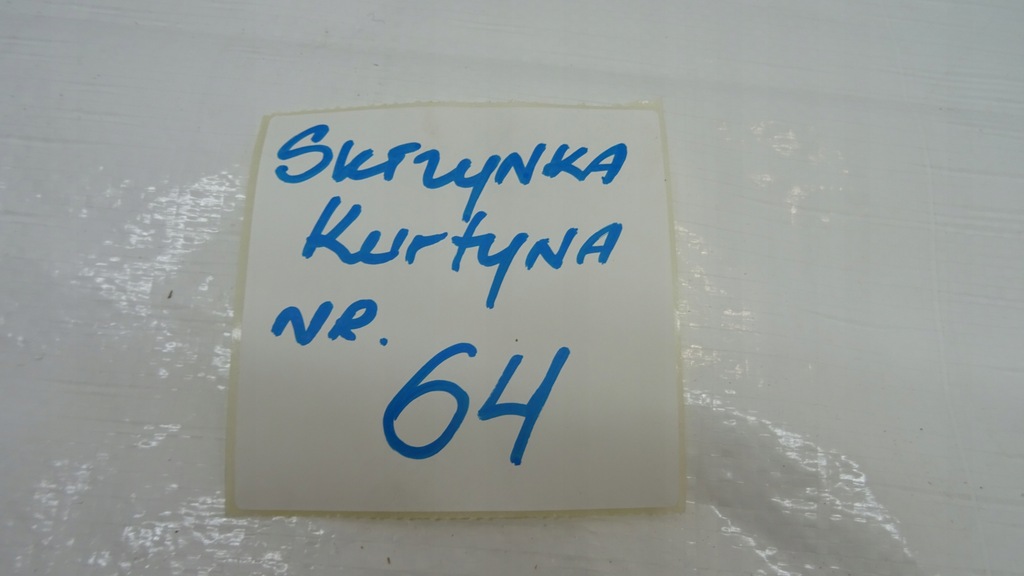 SkrzyNKA
KurtyNA
NR.
64